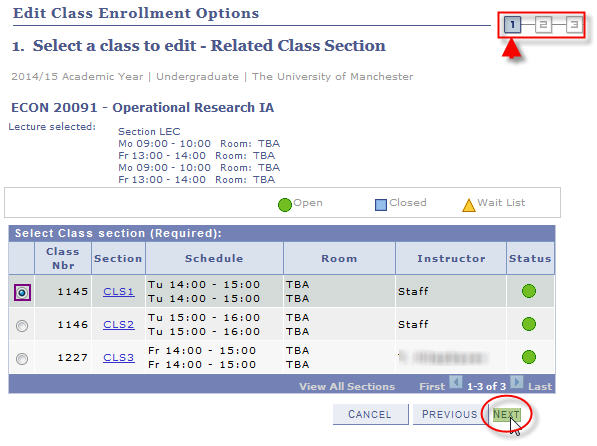 Edit Class Enrollment Options
1 2 3
1. Select a class to edit - Related Class Section
2014/15 Academic Year | Undergraduate | The University of Manchester
ECON 20091 - Operational Research IA
Lecture selected: Section LEC
Mo 09:00 - 10:00 Room: TBA
Fr 13:00 - 14:00 Room: TBA
Mo 09:00 - 10:00 Room: TBA
Fr 13:00 - 14:00 Room: TBA
Open Closed Wait List
Select Class section (Required):
Class Nbr Section Schedule Room Instructor Status
1145 CLS1 Tu 14:00 - 15:00 TBA Staff
Tu 14:00 - 15:00 TBA
1146 CLS2 Tu 15:00 - 16:00 TBA Staff
Tu 15:00 - 16:00 TBA
1227 CLS3 Fr 14:00 - 15:00 TBA
Fr 14:00 - 15:00 TBA
View All Sections First 1-3 of 3 Last
CANCEL PREVIOUS NEXT